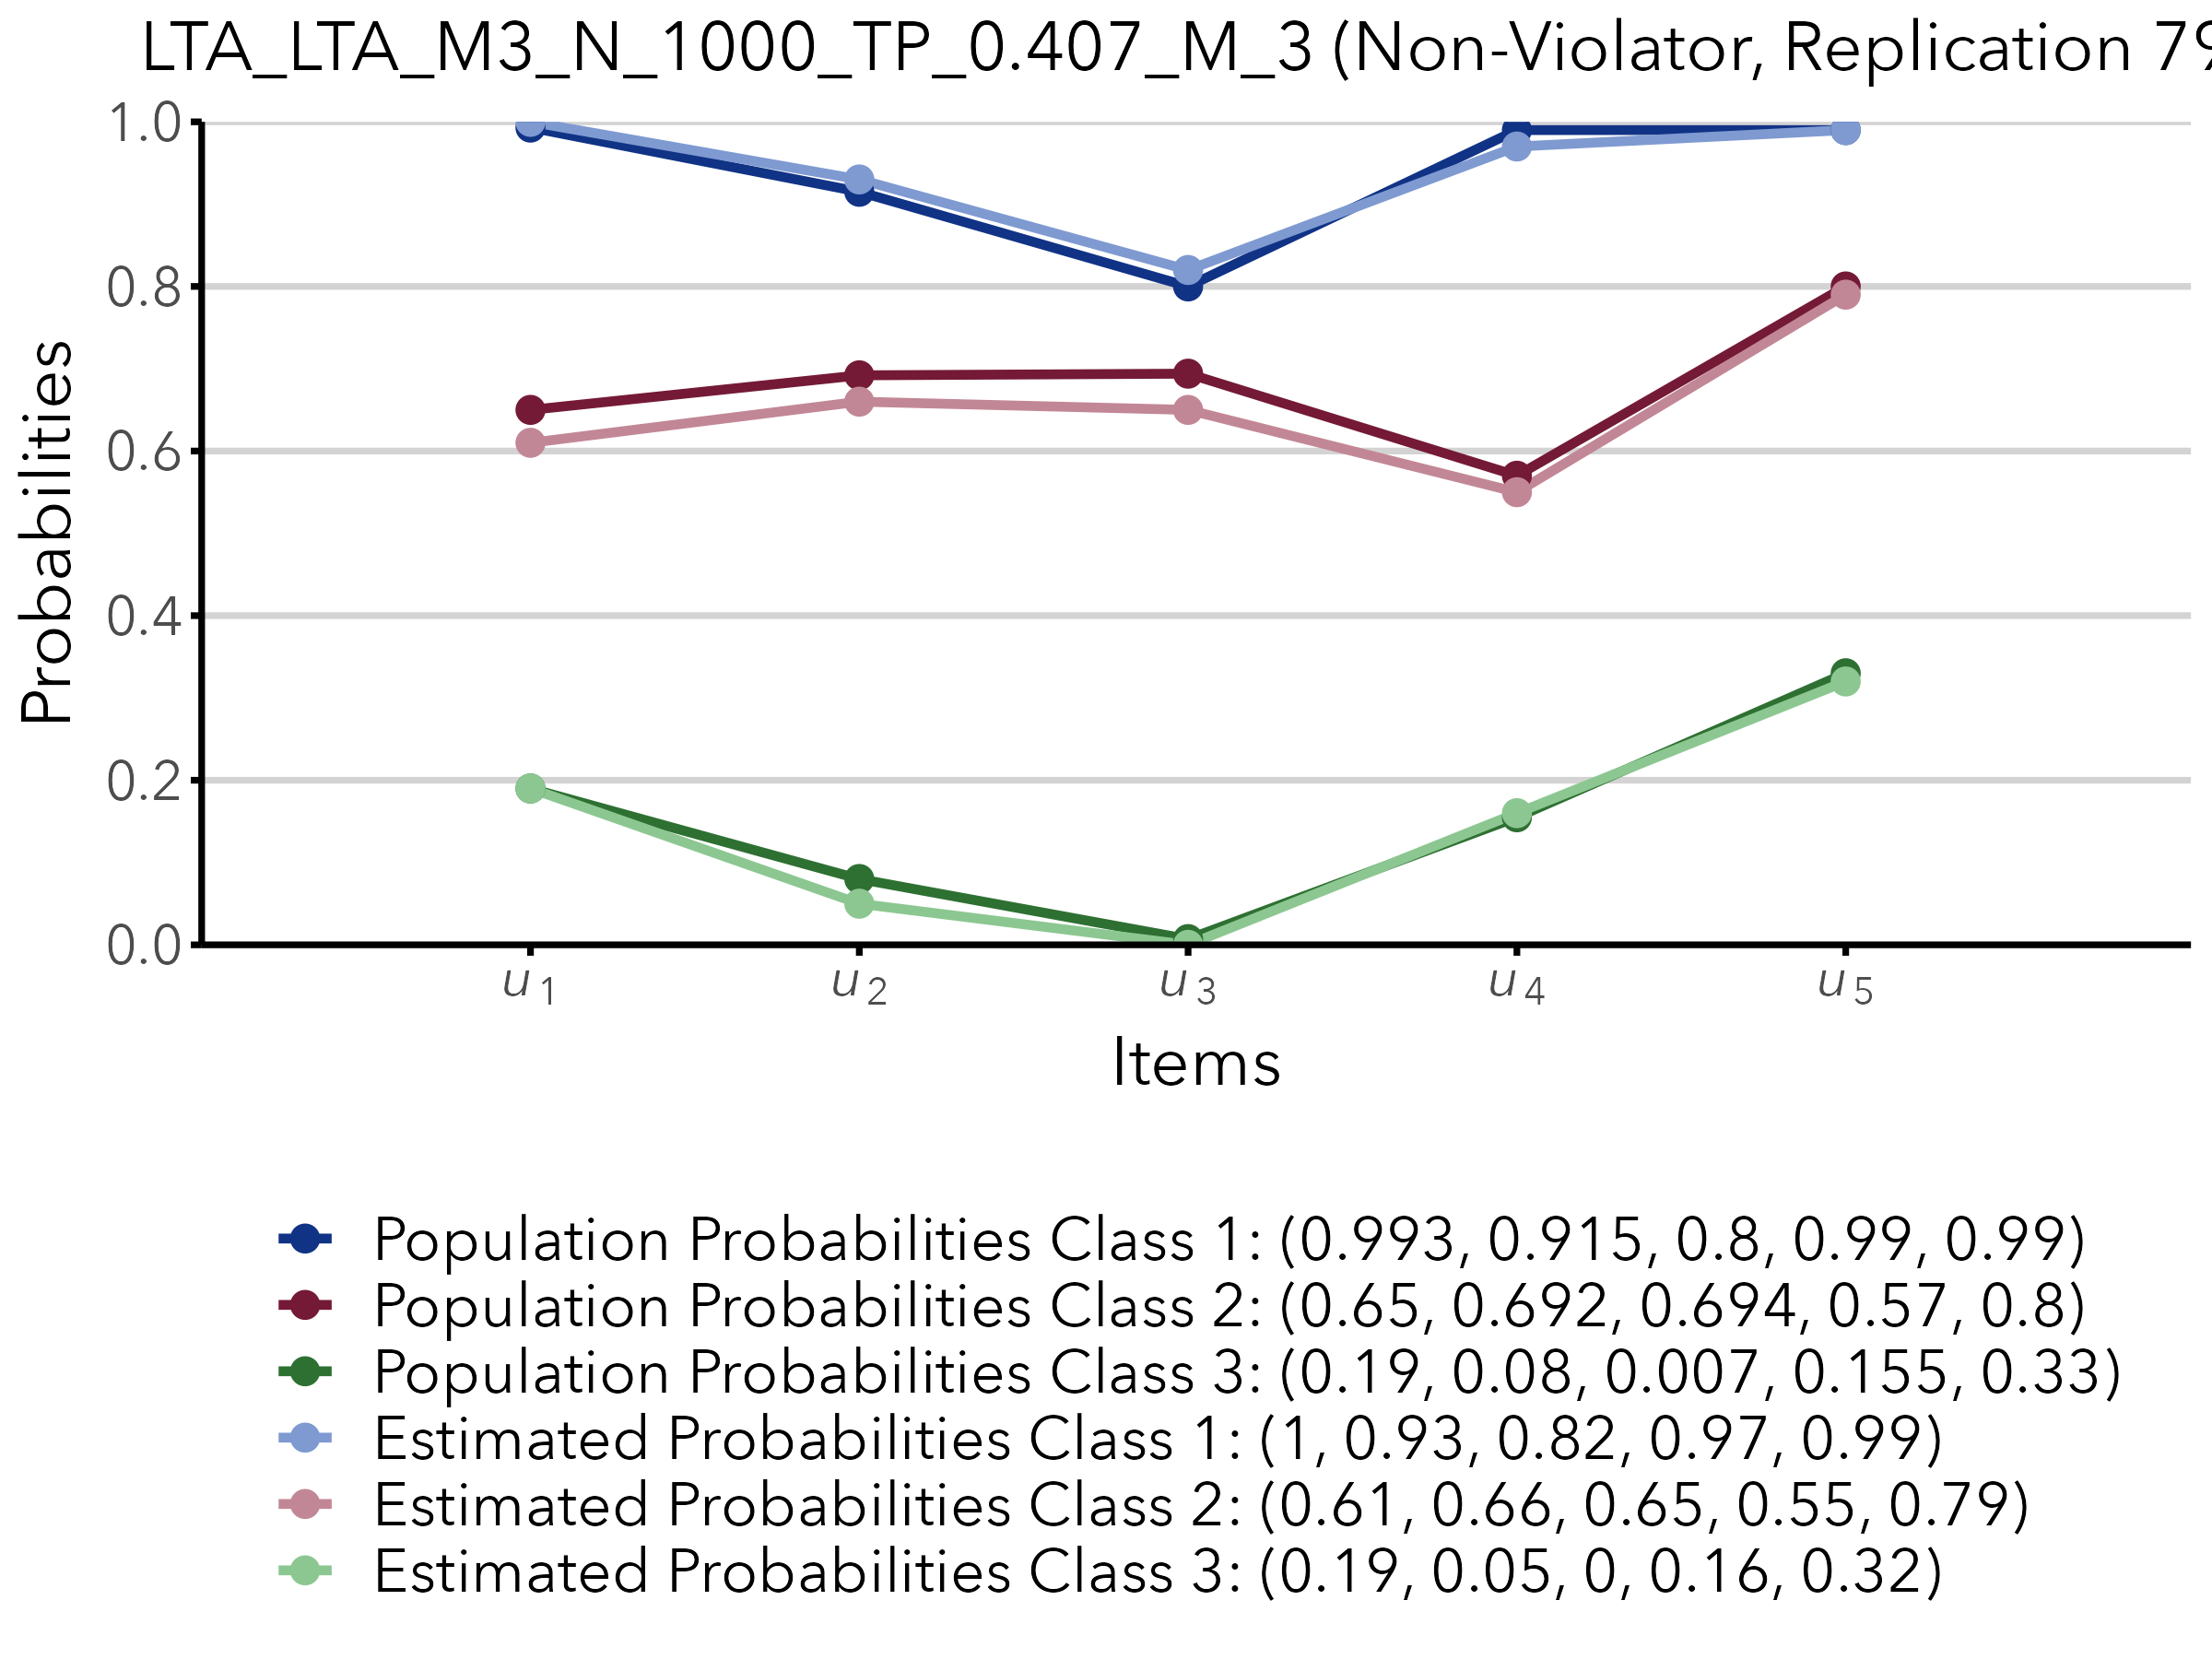 LTA_LTA_M3_N_1000_TP_0.407_M_3 (Non-Violator, Replication 79
1.0
0.8
0.6
0.4
0.2
0.0
Probabilities
u1
u2
u3
u4
u5
Items
Population Probabilities Class 1: (0.993, 0.915, 0.8, 0.99, 0.99)
Population Probabilities Class 2: (0.65, 0.692, 0.694, 0.57, 0.8)
Population Probabilities Class 3: (0.19, 0.08, 0.007, 0.155, 0.33)
Estimated Probabilities Class 1: (1, 0.93, 0.82, 0.97, 0.99)
Estimated Probabilities Class 2: (0.61, 0.66, 0.65, 0.55, 0.79)
Estimated Probabilities Class 3: (0.19, 0.05, 0, 0.16, 0.32)